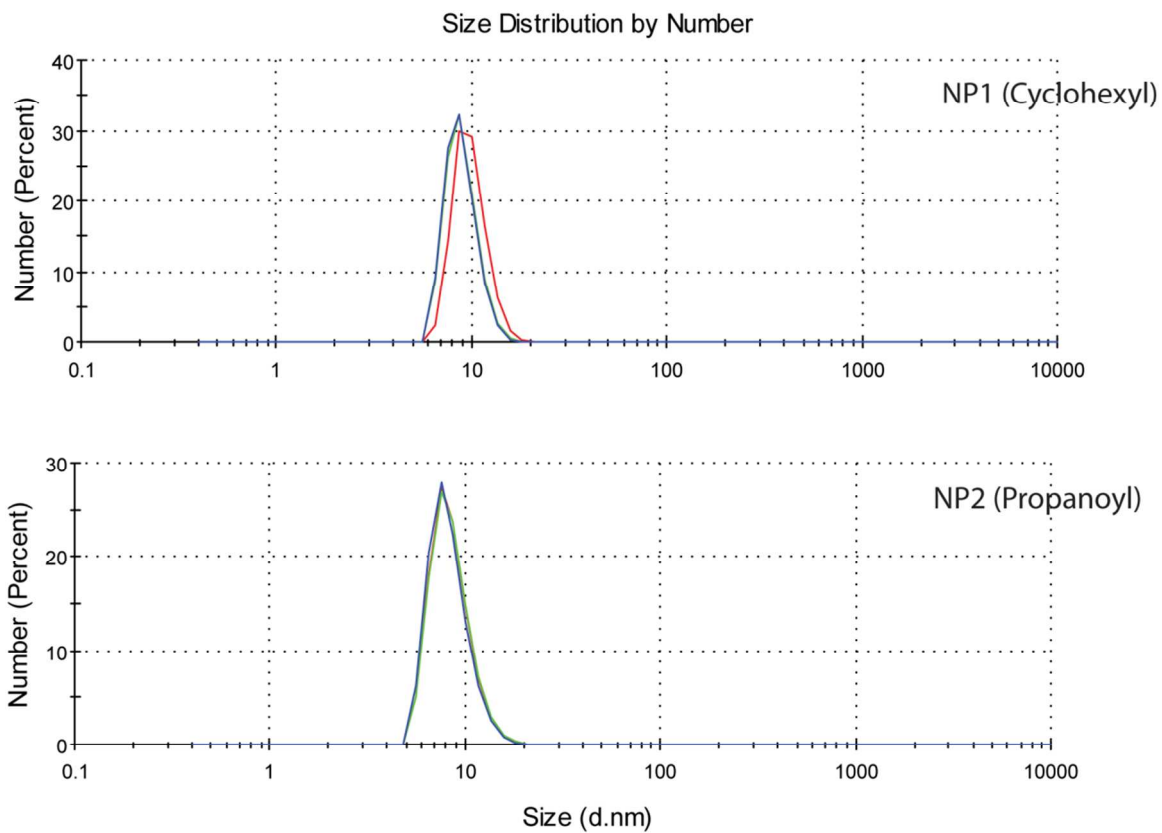 Size Distribution by Number
40
30
20
10
0
Number (Percent)
NP1 (Cyclohexyl)
0.1 1 10 100 1000 10000
30
20
10
0
Number (Percent)
NP2 (Propanoyl)
0.1 1 10 100 1000 10000
Size (d.nm)